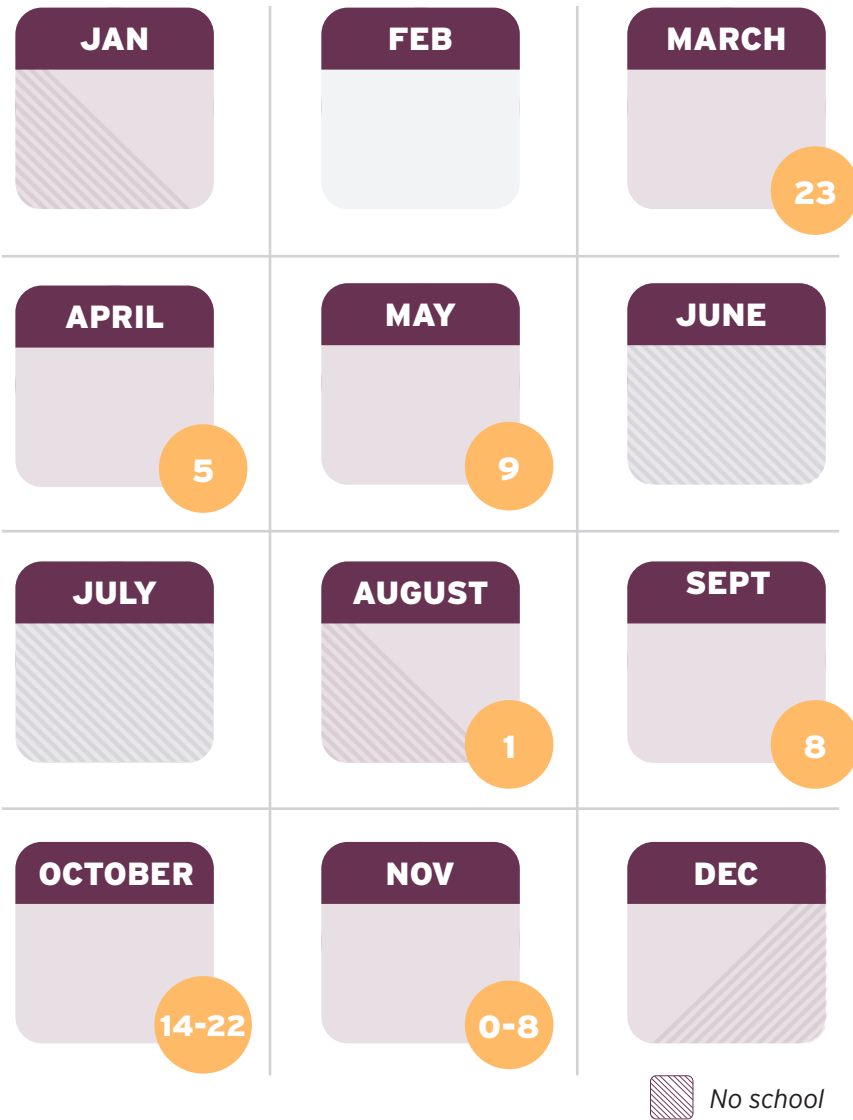 JAN
FEB
MARCH
23
APRIL
MAY
JUNE
5
9
JULY
AUGUST
SEPT
1
8
OCTOBER
NOV
DEC
14-22
0-8
No school